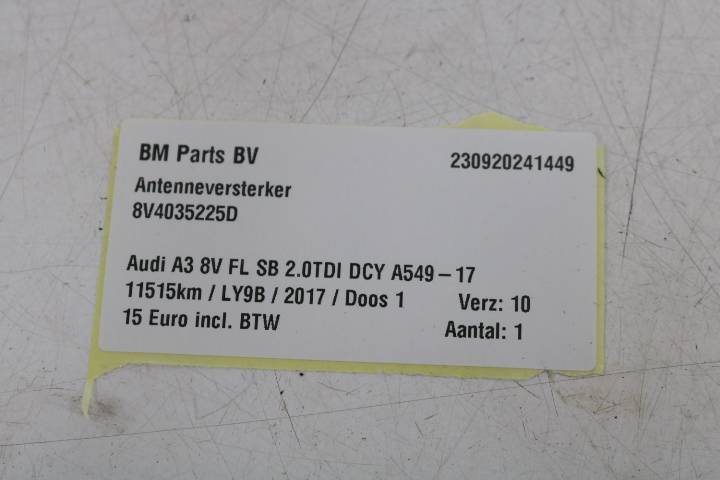 BM Parts BV 230920241449
Antenneversterker
8V4035225D
Audi A3 8V FL SB 2.0TDI DCY A549-17
11515km / LY9B / 2017 / Doos 1 Verz: 10
15 Euro incl. BTW Aantal: 1